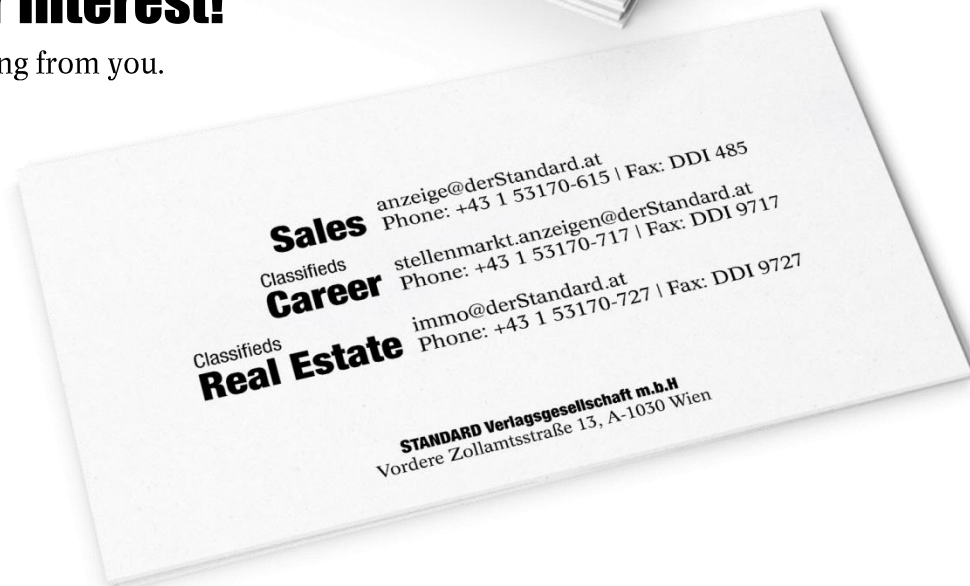 Interest!
from you.
anzeige@derStandard.at
Sales Phone: +43 1 53170-615 | Fax: DDI 485
Classifieds stellenmarkt.anzeigen@derStandard.at
Career Phone: +43 1 53170-717 | Fax: DDI 9717
Classifieds immo@derStandard.at
Real Estate Phone: +43 1 53170-727 | Fax: DDI 9727
STANDARD Verlagsgesellschaft m.b.H
Vordere Zollamtsstraße 13, A-1030 Wien